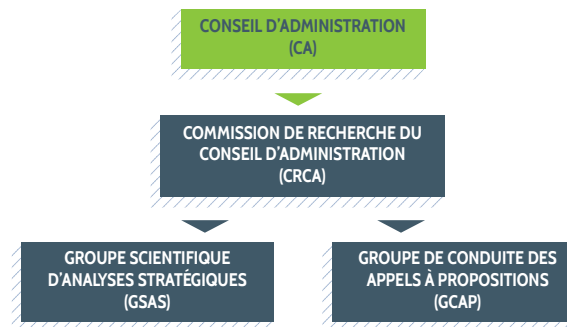 CONSEIL D'ADMINISTRATION
(CA)
COMMISSION DE RECHERCHE DU
CONSEIL D'ADMINISTRATION
(CRCA)
GROUPE SCIENTIFIQUE
D'ANALYSES STRATÉGIQUES
(GSAS)
GROUPE DE CONDUITE DES
APPELS À PROPOSITIONS
(GCAP)